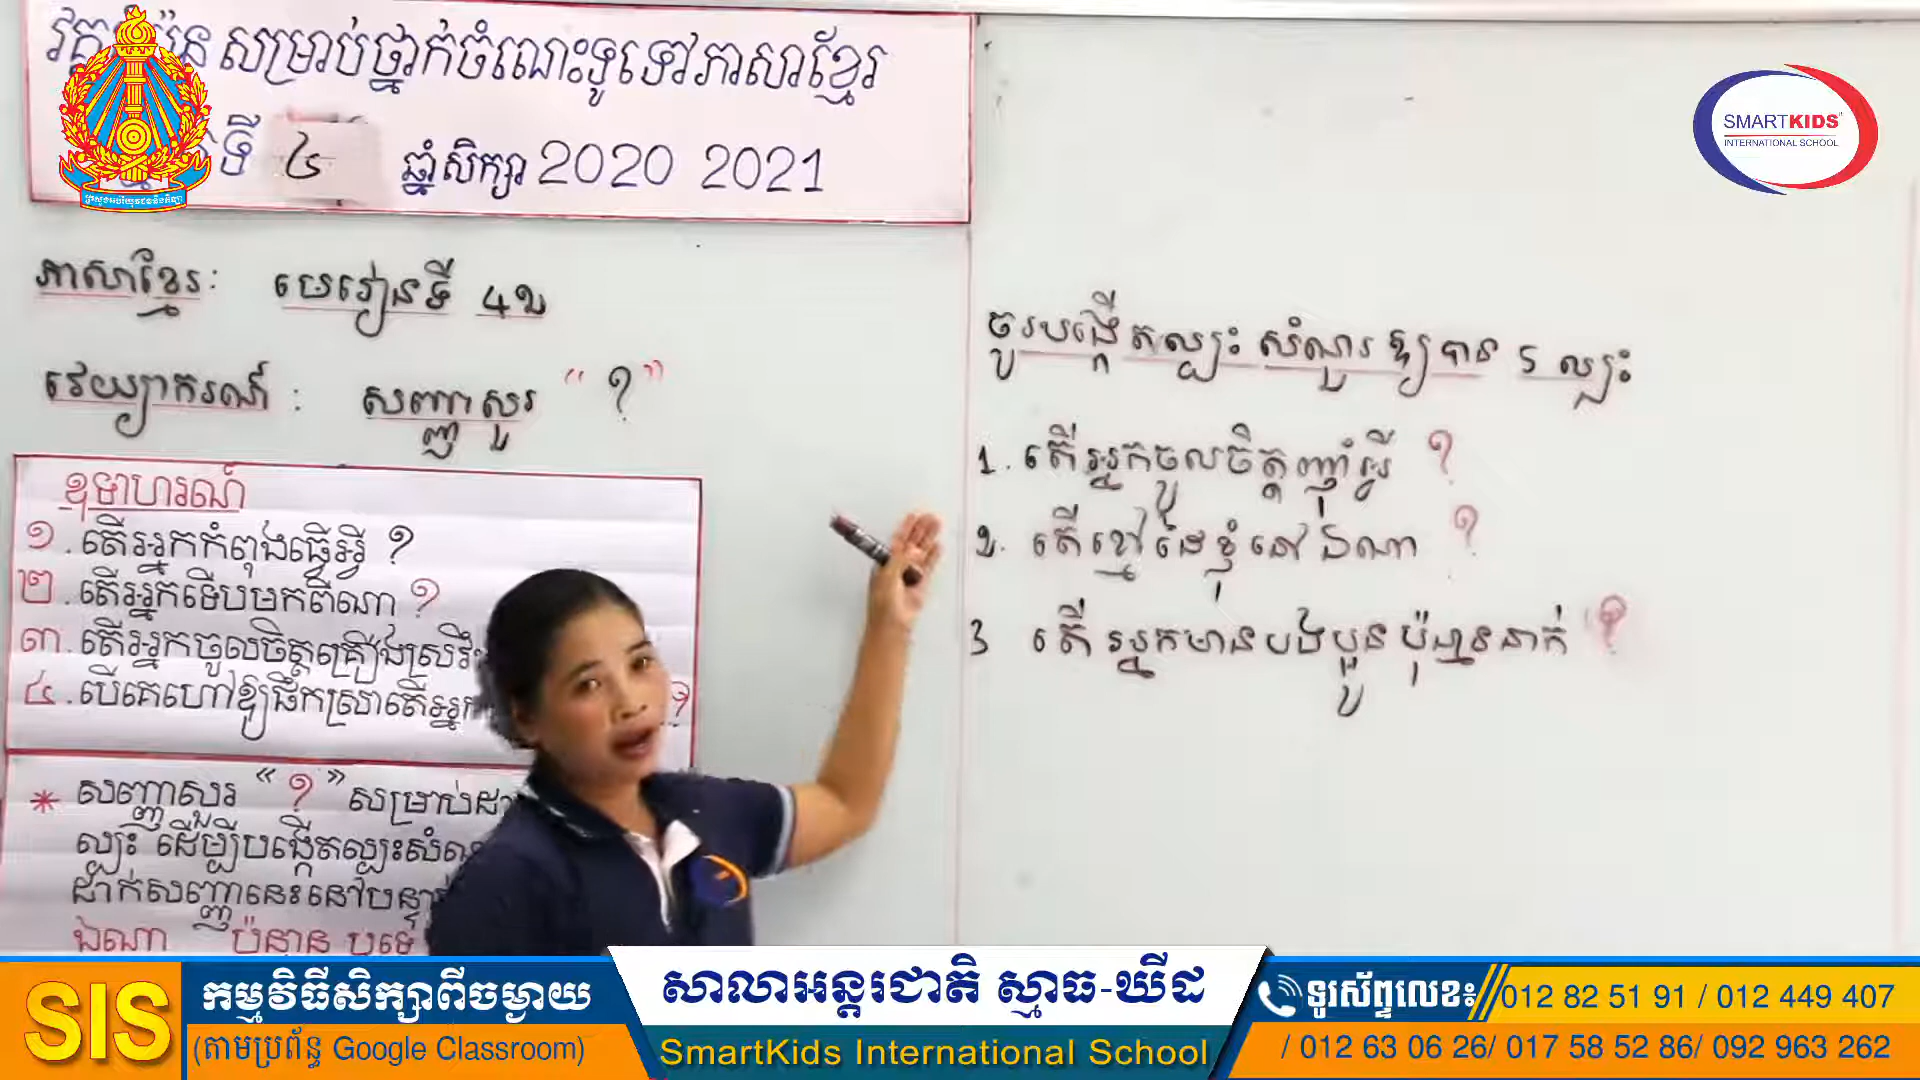 សម្រាប់ថ្នាក់ចំណេះទូទៅភាសាខ្មែរ
ទី ៤ ឆ្នាំសិក្សា 2020 2021
SMARTKIDS
INTERNATIONAL SCHOOL
ភាសាខ្មែរ: មេរៀនទី 4ឯ
វេយ្យាករណ៍ : សញ្ញាសួរ "?"
ឧទាហរណ៍
១. តើអ្នកកំពុងធ្វើអ្វី ?
២. តើអ្នកទើបមកពីណា ?
៣. តើអ្នកចូលចិត្តគ្រឿងស្រវឹង
៤. បើគេហៅឱ្យផឹកស្រាតើអ្នក ?
* សញ្ញាសួរ «?» សម្រាប់ដា
ល្បះ ដើម្បីបង្កើតល្បះសំណ
ដាក់សញ្ញានេះនៅបន្ទា
ឯណា ប៉ុន្មាន ឬទេ
ចូរបង្កើតល្បះ សំណួរ ឱ្យបាន 5 ល្បះ
1. តើអ្នកចូលចិត្តញ៉ាំអ្វី ?
2. តើខ្មៅដៃខ្ញុំនៅឯណា ?
3 តើអ្នកមានបងប្អូនប៉ុន្មាននាក់ ?
SIS
កម្មវិធីសិក្សាពីចម្ងាយ
(តាមប្រព័ន្ធ Google Classroom)
សាលាអន្តរជាតិ ស្មាធ-ឃីដ
SmartKids International School
ទូរស័ព្ទលេខ៖ 012 82 51 91 / 012 449 407
/ 012 63 06 26/ 017 58 52 86/ 092 963 262